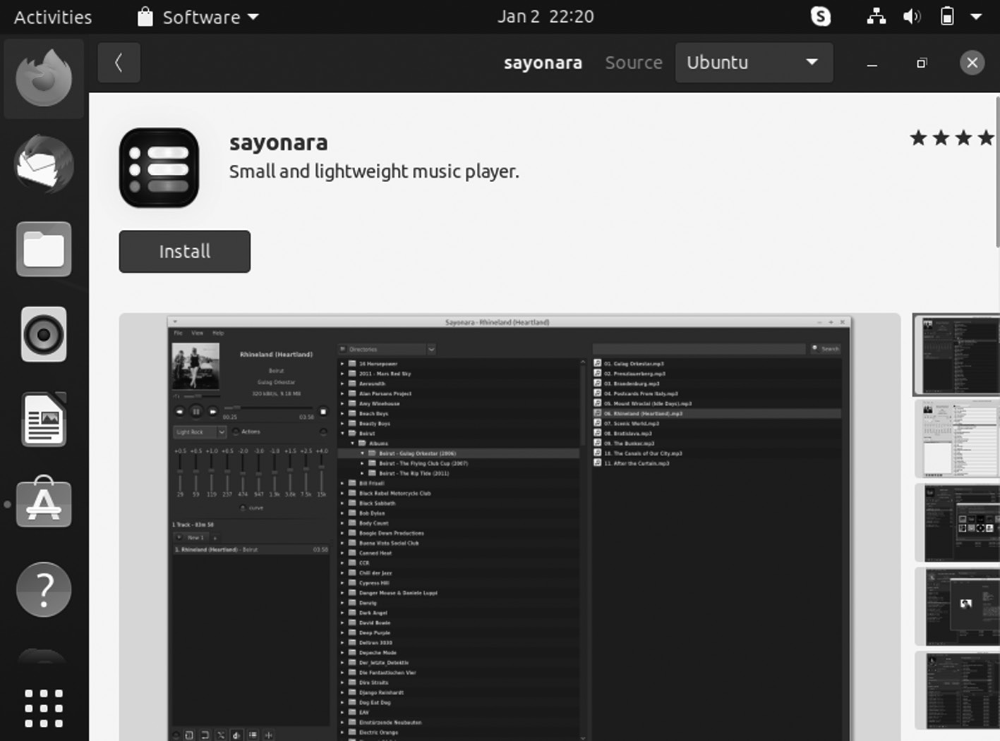 Activities
Software
Jan 2 22:20
S
sayonara
Source
Ubuntu
sayonara
Small and lightweight music player.
Install
Sayonara - Rhineland (Heartland)
File View Help
Rhineland (Heartland)
Beirut
Gulag Orkestar
320 kBit/s, 9.18 MB
00:25
03:58
Light Rock
Actions
+0.5 +0.5 +1.0 +0.5 -2.0 -3.0 -1.0 +1.5 +2.5 +4.0
29 59 119 237 474 947 1.9k 3.8k 7.5k 15k
curve
1 Track - 03m 58
New 1 +
1. Rhineland (Heartland) - Beirut 03:58
Directories
16 Horsepower
2011 - Mars Red Sky
Aerosmith
Alan Parsons Project
Amy Winehouse
Beach Boys
Beasty Boys
Beirut
Albums
Beirut - Gulag Orkestar (2006)
Beirut - The Flying Club Cup (2007)
Beirut - The Rip Tide (2011)
Bill Frisell
Black Rebel Motorcycle Club
Black Sabbath
Bob Dylan
Body Count
Boogie Down Productions
Buena Vista Social Club
Canned Heat
CCR
Chill der Jazz
Cypress Hill
Danger Mouse & Daniele Luppi
Danzig
Dark Angel
David Bowie
Deep Purple
Deltron 3030
Depeche Mode
Der_letzte_Detektiv
Die Fantastischen Vier
Dire Straits
Django Reinhardt
Dog Eat Dog
EAV
Einstürzende Neubauten
Electric Orange
Search
01. Gulag Orkestar.mp3
02. Prenzlauerberg.mp3
03. Brandenburg.mp3
04. Postcards From Italy.mp3
05. Mount Wroclai (Idle Days).mp3
06. Rhineland (Heartland).mp3
07. Scenic World.mp3
08. Bratislava.mp3
09. The Bunker.mp3
10. The Canals of Our City.mp3
11. After the Curtain.mp3